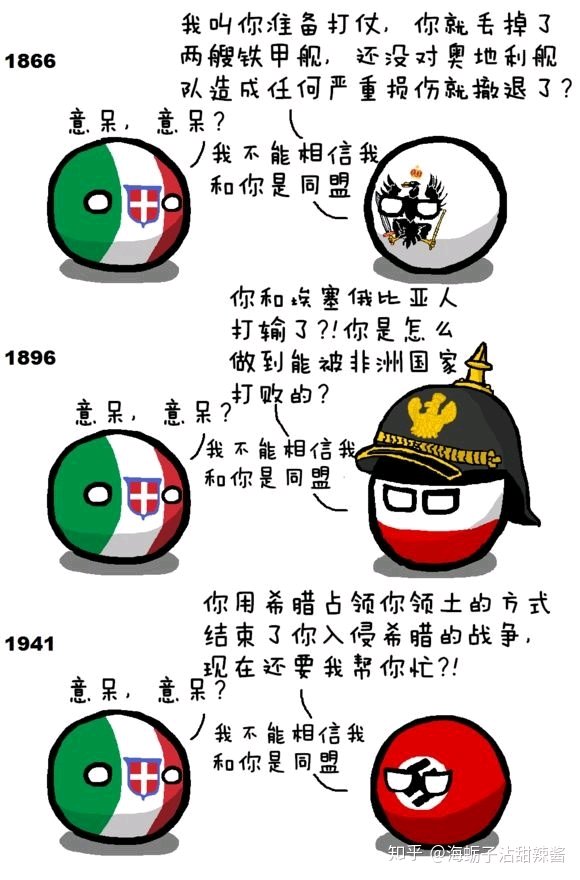 1866
我叫你准备打仗，你就丢掉了
两艘铁甲舰，还没对奥地利舰
队造成任何严重损伤就撤退了？
意呆，意呆？
我不能相信我
和你是同盟
1896
你和埃塞俄比亚人
打输了?!你是怎么
做到能被非洲国家
打败的？
意呆，意呆？
我不能相信我
和你是同盟
1941
你用希腊占领你领土的方式
结束了你入侵希腊的战争，
现在还要我帮你忙?!
意呆，意呆？
我不能相信我
和你是同盟
知乎 @海蛎子沾甜辣酱